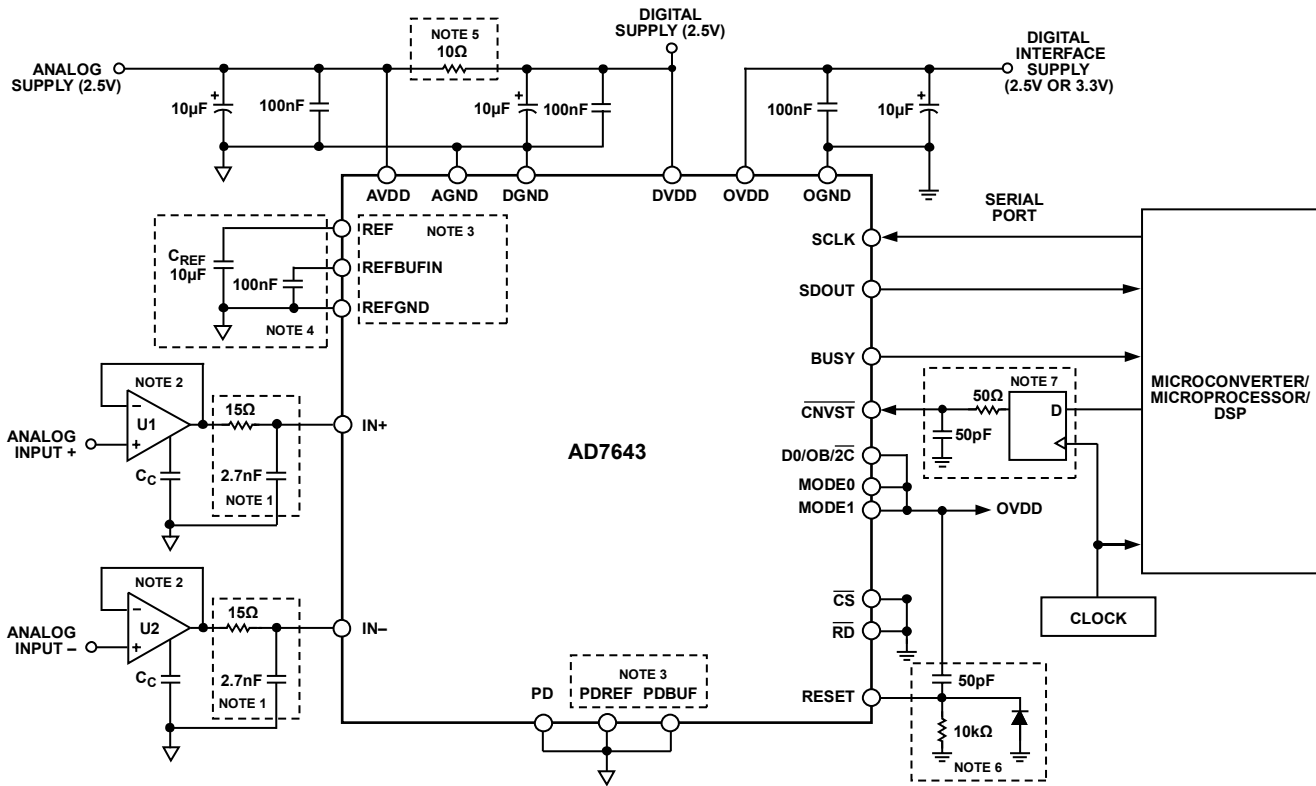 NOTE 5
10Ω
DIGITAL
SUPPLY (2.5V)
DIGITAL
INTERFACE
SUPPLY
(2.5V OR 3.3V)
ANALOG
SUPPLY (2.5V)
+
10µF
100nF
+
10µF
100nF
100nF
+
10µF
AVDD
AGND
DGND
DVDD
OVDD
OGND
SERIAL
PORT
REF
NOTE 3
CREF
10µF
REFBUFIN
100nF
REFGND
NOTE 4
SCLK
SDOUT
BUSY
MICROCONVERTER/
MICROPROCESSOR/
DSP
NOTE 2
–
U1
+
ANALOG
INPUT +
CC
15Ω
2.7nF
NOTE 1
IN+
AD7643
CNVST
50Ω
NOTE 7
D
50pF
D0/OB/2C
MODE0
MODE1
OVDD
NOTE 2
–
U2
+
ANALOG
INPUT –
CC
15Ω
2.7nF
NOTE 1
IN–
CS
RD
CLOCK
NOTE 3
PD
PDREF
PDBUF
RESET
50pF
10kΩ
NOTE 6